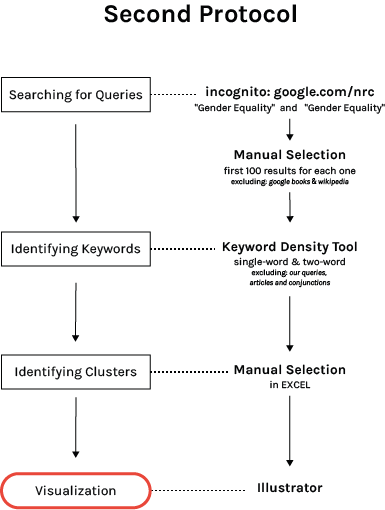 Second Protocol
Searching for Queries
incognito: google.com/nrc
"Gender Equality" and "Gender Equality"
Manual Selection
first 100 results for each one
excluding: google books & wikipedia
Identifying Keywords
Keyword Density Tool
single-word & two-word
excluding: our queries,
articles and conjunctions
Identifying Clusters
Manual Selection
in EXCEL
Visualization
Illustrator